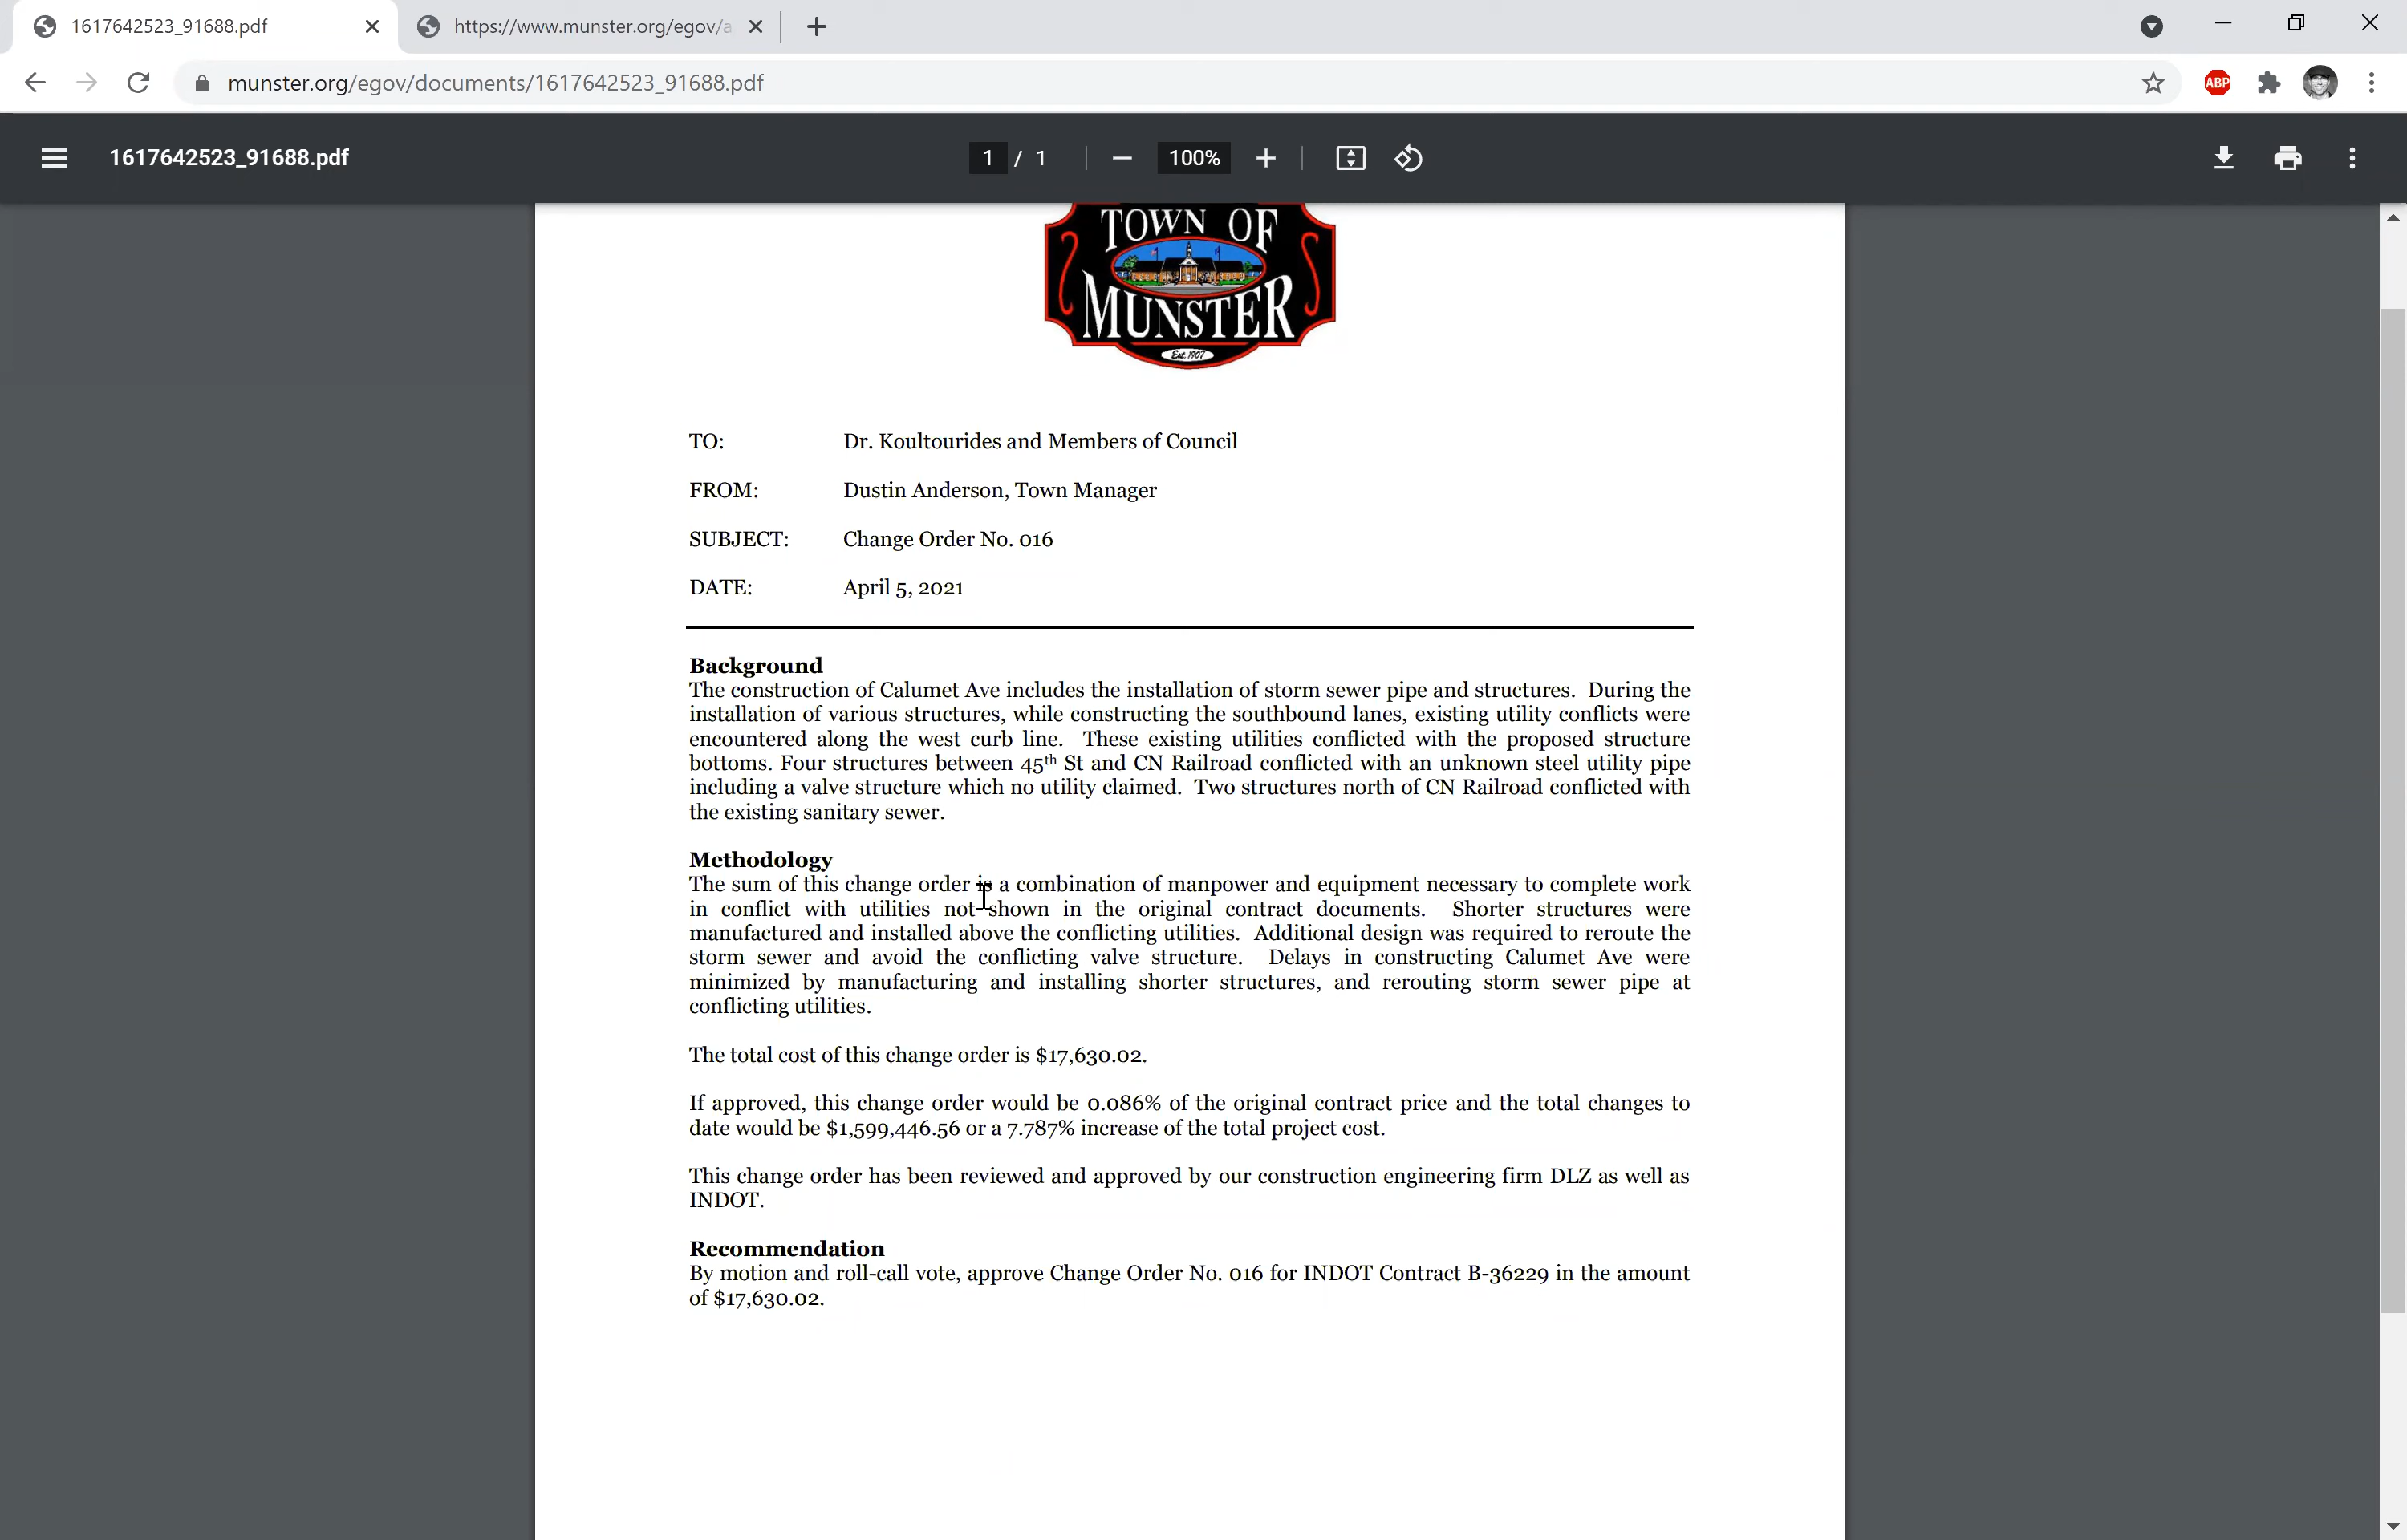 1617642523_91688.pdf
https://www.munster.org/egov/a
munster.org/egov/documents/1617642523_91688.pdf
ABP
1617642523_91688.pdf
1 / 1
100%
TOWN OF
MUNSTER
Est. 1907
TO: Dr. Koultourides and Members of Council
FROM: Dustin Anderson, Town Manager
SUBJECT: Change Order No. 016
DATE: April 5, 2021
Background
The construction of Calumet Ave includes the installation of storm sewer pipe and structures. During the
installation of various structures, while constructing the southbound lanes, existing utility conflicts were
encountered along the west curb line. These existing utilities conflicted with the proposed structure
bottoms. Four structures between 45th St and CN Railroad conflicted with an unknown steel utility pipe
including a valve structure which no utility claimed. Two structures north of CN Railroad conflicted with
the existing sanitary sewer.
Methodology
The sum of this change order is a combination of manpower and equipment necessary to complete work
in conflict with utilities not shown in the original contract documents. Shorter structures were
manufactured and installed above the conflicting utilities. Additional design was required to reroute the
storm sewer and avoid the conflicting valve structure. Delays in constructing Calumet Ave were
minimized by manufacturing and installing shorter structures, and rerouting storm sewer pipe at
conflicting utilities.
The total cost of this change order is $17,630.02.
If approved, this change order would be 0.086% of the original contract price and the total changes to
date would be $1,599,446.56 or a 7.787% increase of the total project cost.
This change order has been reviewed and approved by our construction engineering firm DLZ as well as
INDOT.
Recommendation
By motion and roll-call vote, approve Change Order No. 016 for INDOT Contract B-36229 in the amount
of $17,630.02.